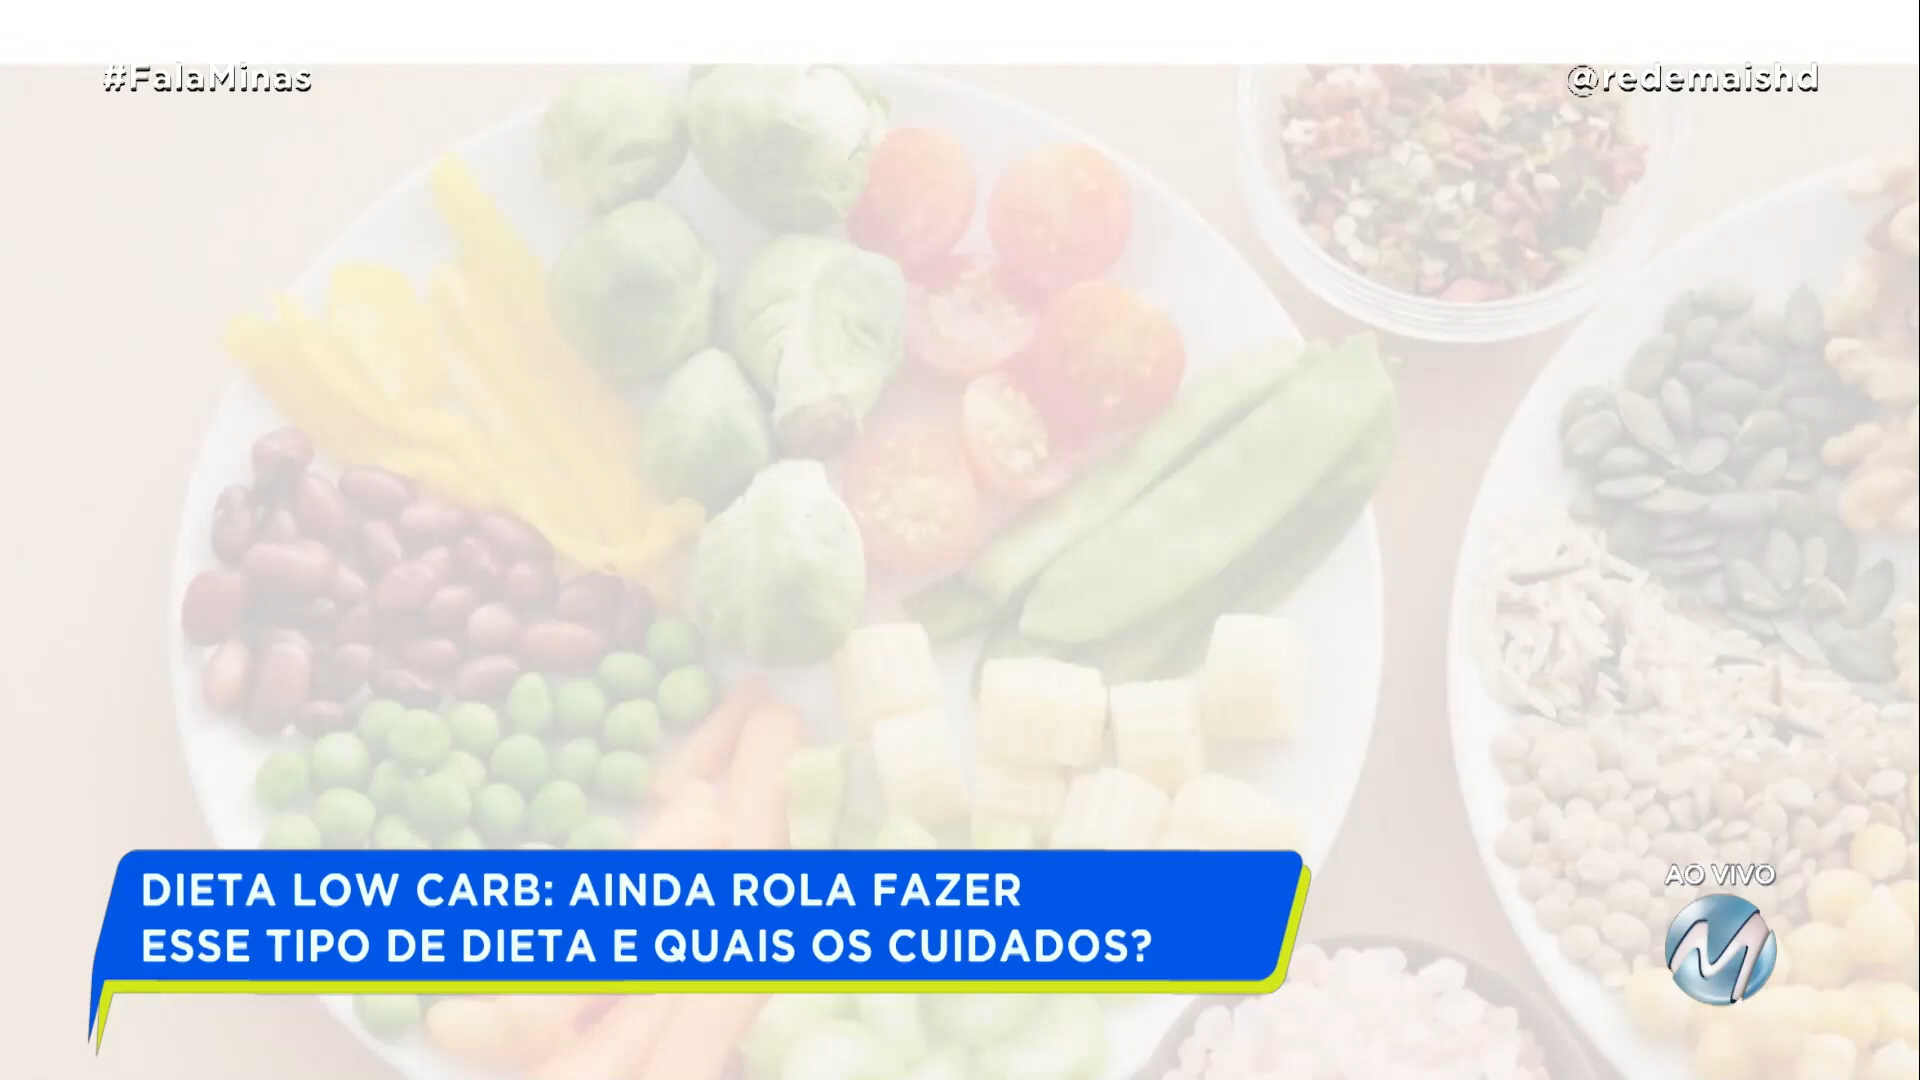 #FalaMinas
@redemaishd
DIETA LOW CARB: AINDA ROLA FAZER
ESSE TIPO DE DIETA E QUAIS OS CUIDADOS?
AO VIVO
M